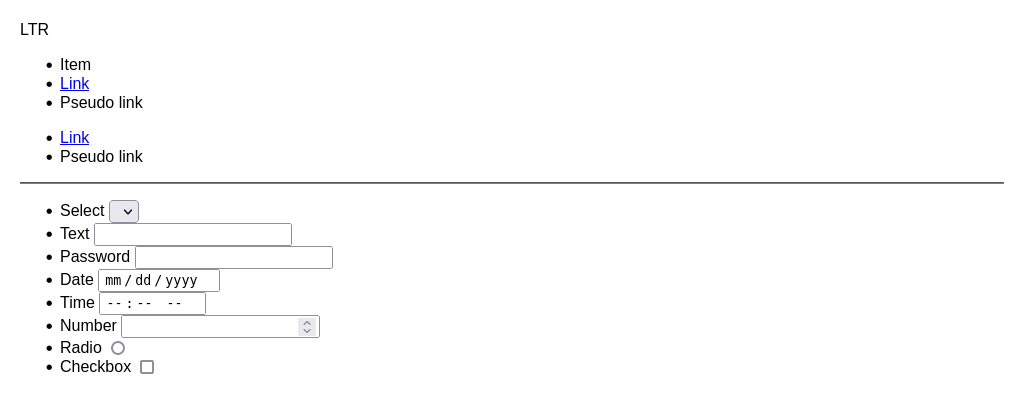 LTR
Item
Link
Pseudo link
Link
Pseudo link
Select
Text
Password
Date mm/dd/yyyy
Time --:-- --
Number
Radio
Checkbox